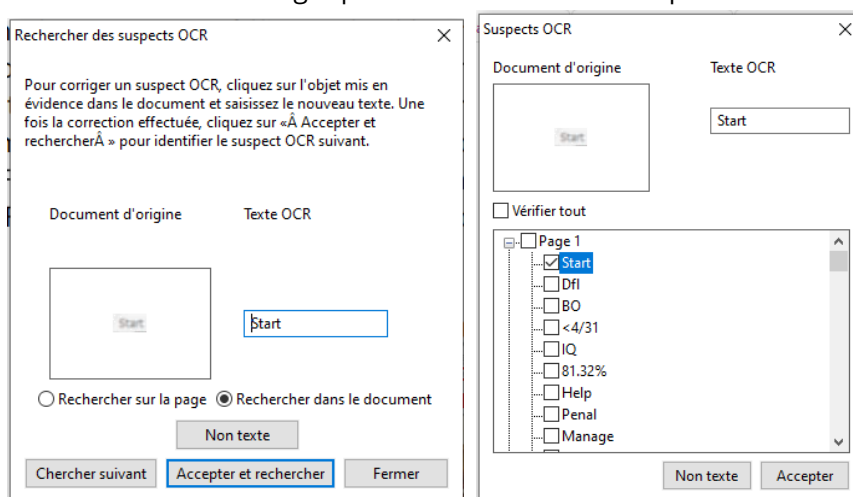 Rechercher des suspects OCR
Pour corriger un suspect OCR, cliquez sur l'objet mis en
évidence dans le document et saisissez le nouveau texte. Une
fois la correction effectuée, cliquez sur «Â Accepter et
rechercherÂ » pour identifier le suspect OCR suivant.
Document d'origine
Texte OCR
Start
Start
Rechercher sur la page
Rechercher dans le document
Non texte
Chercher suivant
Accepter et rechercher
Fermer
Suspects OCR
Document d'origine
Texte OCR
Start
Start
Vérifier tout
Page 1
Start
Dfl
BO
<4/31
IQ
81.32%
Help
Penal
Manage
Non texte
Accepter